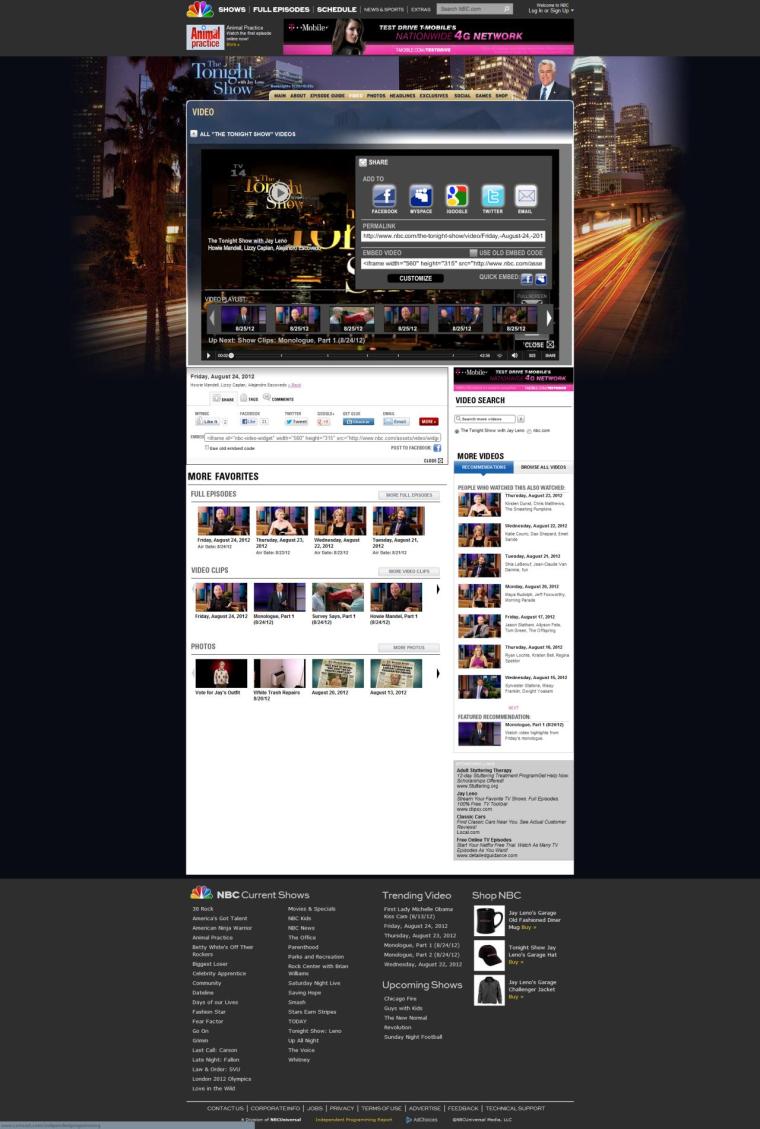 SHOWS
FULL EPISODES
SCHEDULE
NEWS & SPORTS
EXTRAS
Search NBC.com
Welcome to NBC
Log In or Sign Up
Animal Practice
Animal Practice
Watch the first episode
online now!
T··Mobile·
TEST DRIVE T-MOBILE'S
NATIONWIDE 4G NETWORK
T-MOBILE.COM/TESTDRIVE
The Tonight Show with Jay Leno
MAIN ABOUT EPISODE GUIDE VIDEO PHOTOS HEADLINES EXCLUSIVES SOCIAL GAMES SHOP
VIDEO
ALL "THE TONIGHT SHOW" VIDEOS
TV 14
The Tonight Show
The Tonight Show with Jay Leno
Howie Mandell, Lizzy Caplan, Alejandro Escovedo
SHARE
ADD TO
FACEBOOK MYSPACE IGOOGLE TWITTER EMAIL
PERMALINK
http://www.nbc.com/the-tonight-show/video/Friday,-August-24,-201
EMBED VIDEO
USE OLD EMBED CODE
<iframe width="560" height="315" src="http://www.nbc.com/asse
CUSTOMIZE
QUICK EMBED:
VIDEO PLAYLIST
FULL SCREEN
8/25/12 8/25/12 8/25/12 8/25/12 8/25/12 8/25/12
Up Next: Show Clips: Monologue, Part 1 (8/24/12)
CLOSE
00:02
SHARE
Friday, August 24, 2012
Howie Mandell, Lizzy Caplan, Alejandro Escovedo
SHARE TAGS COMMENTS
MYNBC FACEBOOK TWITTER GOOGLE+ GET GLUE EMAIL
Like It 2 Like 21 Tweet Check-in Email MORE
EMBED <iframe id="nbc-video-widget" width="560" height="315" src="http://www.nbc.com/assets/video/widge
Use old embed code
POST TO FACEBOOK:
CLOSE
T··Mobile·
TEST DRIVE T-MOBILE'S
NATIONWIDE 4G NETWORK
VIDEO SEARCH
Search more videos
The Tonight Show with Jay Leno nbc.com
MORE VIDEOS
RECOMMENDATIONS BROWSE ALL VIDEOS
PEOPLE WHO WATCHED THIS ALSO WATCHED:
Thursday, August 23, 2012
Kirsten Dunst, Chris Matthews,
The Smashing Pumpkins
Wednesday, August 22, 2012
Katie Couric, Dax Shepard, Emeli
Sande
Tuesday, August 21, 2012
Shia LaBeouf, Jean-Claude Van
Damme, fun
Monday, August 20, 2012
Maya Rudolph, Jeff Foxworthy,
Morning Parade
Friday, August 17, 2012
Jason Statham, Allyson Felix,
Tom Green, The Offspring
Thursday, August 16, 2012
Ryan Lochte, Kristen Bell, Regina
Spektor
Wednesday, August 15, 2012
Sylvester Stallone, Missy
Franklin, Dwight Yoakam
NEXT
FEATURED RECOMMENDATION:
Monologue, Part 1 (8/24/12)
Watch video highlights from
Friday's monologue.
MORE FAVORITES
FULL EPISODES
MORE FULL EPISODES
Friday, August 24, 2012
Air Date: 8/24/12
Thursday, August 23, 2012
Air Date: 8/23/12
Wednesday, August 22, 2012
Air Date: 8/22/12
Tuesday, August 21, 2012
Air Date: 8/21/12
VIDEO CLIPS
MORE VIDEO CLIPS
Friday, August 24, 2012
Monologue, Part 1
(8/24/12)
Survey Says, Part 1
(8/24/12)
Howie Mandel, Part 1
(8/24/12)
PHOTOS
MORE PHOTOS
Vote for Jay's Outfit
White Trash Repairs
8/20/12
August 20, 2012
August 13, 2012
Adult Stuttering Therapy
12-day Stuttering Treatment Program Get Help Now.
Scholarships Offered!
www.Stuttering.org
Jay Leno
Stream Your Favorite TV Shows. Full Episodes.
100% Free. TV Toolbar
Classic Cars
Find Classic Cars Near You. See Actual Customer
Reviews!
Local.com
Free Online TV Episodes
Start Your Netflix Free Trial. Watch As Many TV
Episodes As You Want!
www.detailedguidance.com
NBC Current Shows
30 Rock
America's Got Talent
American Ninja Warrior
Animal Practice
Betty White's Off Their
Rockers
Biggest Loser
Celebrity Apprentice
Community
Dateline
Days of our Lives
Fashion Star
Fear Factor
Go On
Grimm
Last Call: Carson
Late Night: Fallon
Law & Order: SVU
London 2012 Olympics
Love in the Wild
Movies & Specials
NBC Kids
NBC News
The Office
Parenthood
Parks and Recreation
Rock Center with Brian
Williams
Saturday Night Live
Saving Hope
Smash
Stars Earn Stripes
TODAY
Tonight Show: Leno
Up All Night
The Voice
Whitney
Trending Video
First Lady Michelle Obama
Kiss Cam (8/13/12)
Friday, August 24, 2012
Thursday, August 23, 2012
Monologue, Part 1 (8/24/12)
Monologue, Part 2 (8/24/12)
Wednesday, August 22, 2012
Upcoming Shows
Chicago Fire
Guys with Kids
The New Normal
Revolution
Sunday Night Football
Shop NBC
Jay Leno's Garage
Old Fashioned Diner
Mug Buy »
Tonight Show Jay
Leno's Garage Hat
Buy »
Jay Leno's Garage
Challenger Jacket
Buy »
CONTACT US | CORPORATE INFO | JOBS | PRIVACY | TERMS OF USE | ADVERTISE | FEEDBACK | TECHNICAL SUPPORT
A Division of NBCUniversal Independent Programming Report AdChoices ©NBCUniversal Media, LLC